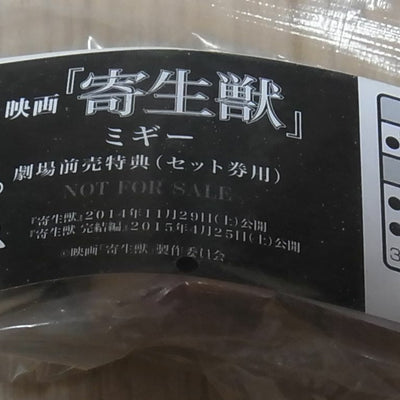 映画『寄生獣』
ミギー
劇場前売特典(セット券用)
NOT FOR SALE
『寄生獣』2014年11月29日(土)公開
『寄生獣 完結編』2015年4月25日(土)公開
©映画「寄生獣」製作委員会
3